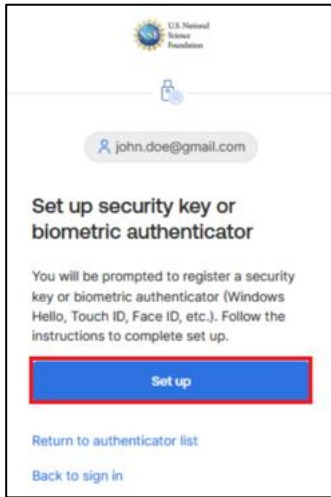 U.S. National
Science
Foundation
NSF
john.doe@gmail.com
Set up security key or
biometric authenticator
You will be prompted to register a security
key or biometric authenticator (Windows
Hello, Touch ID, Face ID, etc.). Follow the
instructions to complete set up.
Set up
Return to authenticator list
Back to sign in